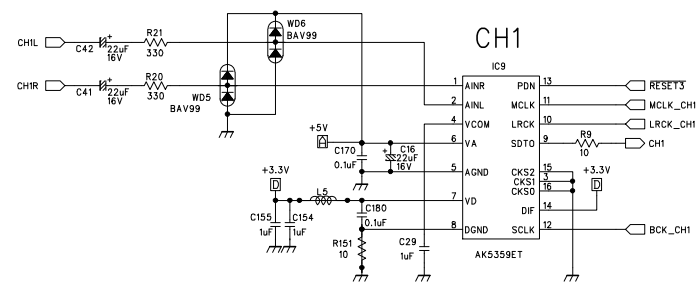 CH1
WD6
BAV99
R21
330
CH1L
C42
+
22uF
16V
CH1R
C41
+
22uF
16V
R20
330
WD5
BAV99
IC9
1 AINR PDN 13 RESET3
2 AINL MCLK 11 MCLK_CH1
4 VCOM LRCK 10 LRCK_CH1
+5V
A
6 VA SDTO 9 R9 10 CH1
C170
0.1uF
+
C16
22uF
16V
5 AGND CKS2 15
CKS1 3
CKS0 16
+3.3V
D
+3.3V
D
L5
7 VD DIF 14
C155
1uF
C154
1uF
C180
0.1uF
8 DGND SCLK 12 BCK_CH1
R151
10
C29
1uF
AK5359ET